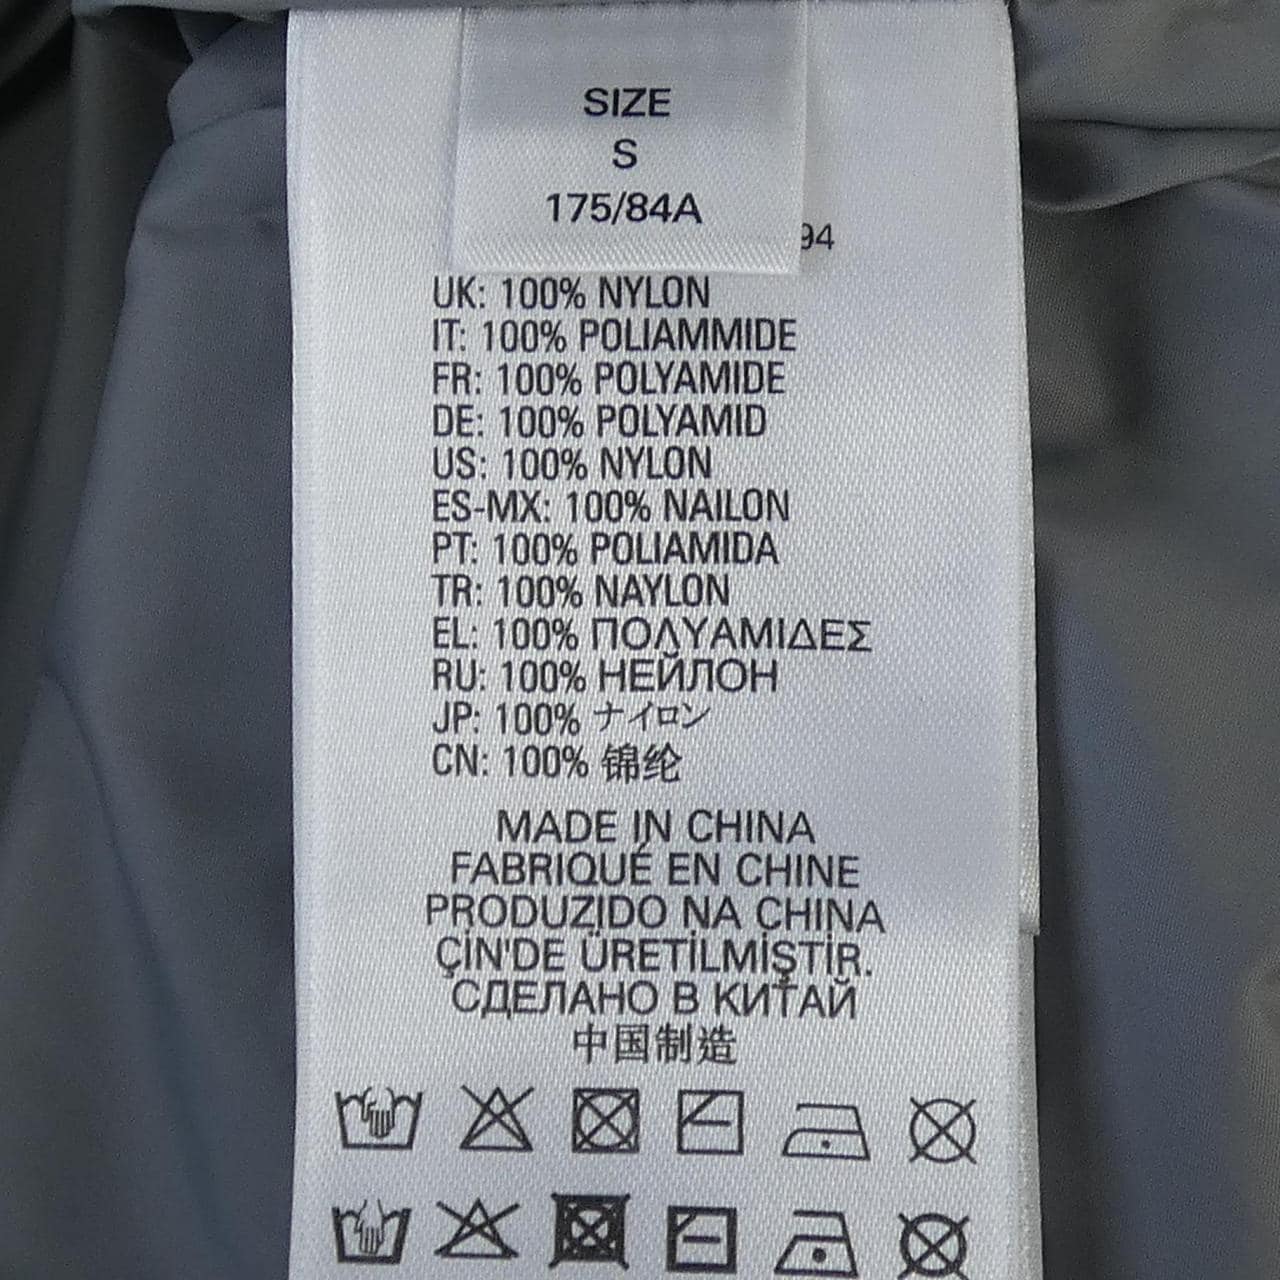 SIZE
S
175/84A
94
UK: 100% NYLON
IT: 100% POLIAMMIDE
FR: 100% POLYAMIDE
DE: 100% POLYAMID
US: 100% NYLON
ES-MX: 100% NAILON
PT: 100% POLIAMIDA
TR: 100% NAYLON
EL: 100% ΠΟΛΥΑΜΙΔΕΣ
RU: 100% НЕЙЛОН
JP: 100% ナイロン
CN: 100% 锦纶
MADE IN CHINA
FABRIQUÉ EN CHINE
PRODUZIDO NA CHINA
ÇİN'DE ÜRETİLMİŞTİR.
СДЕЛАНО В КИТАЙ
中国制造